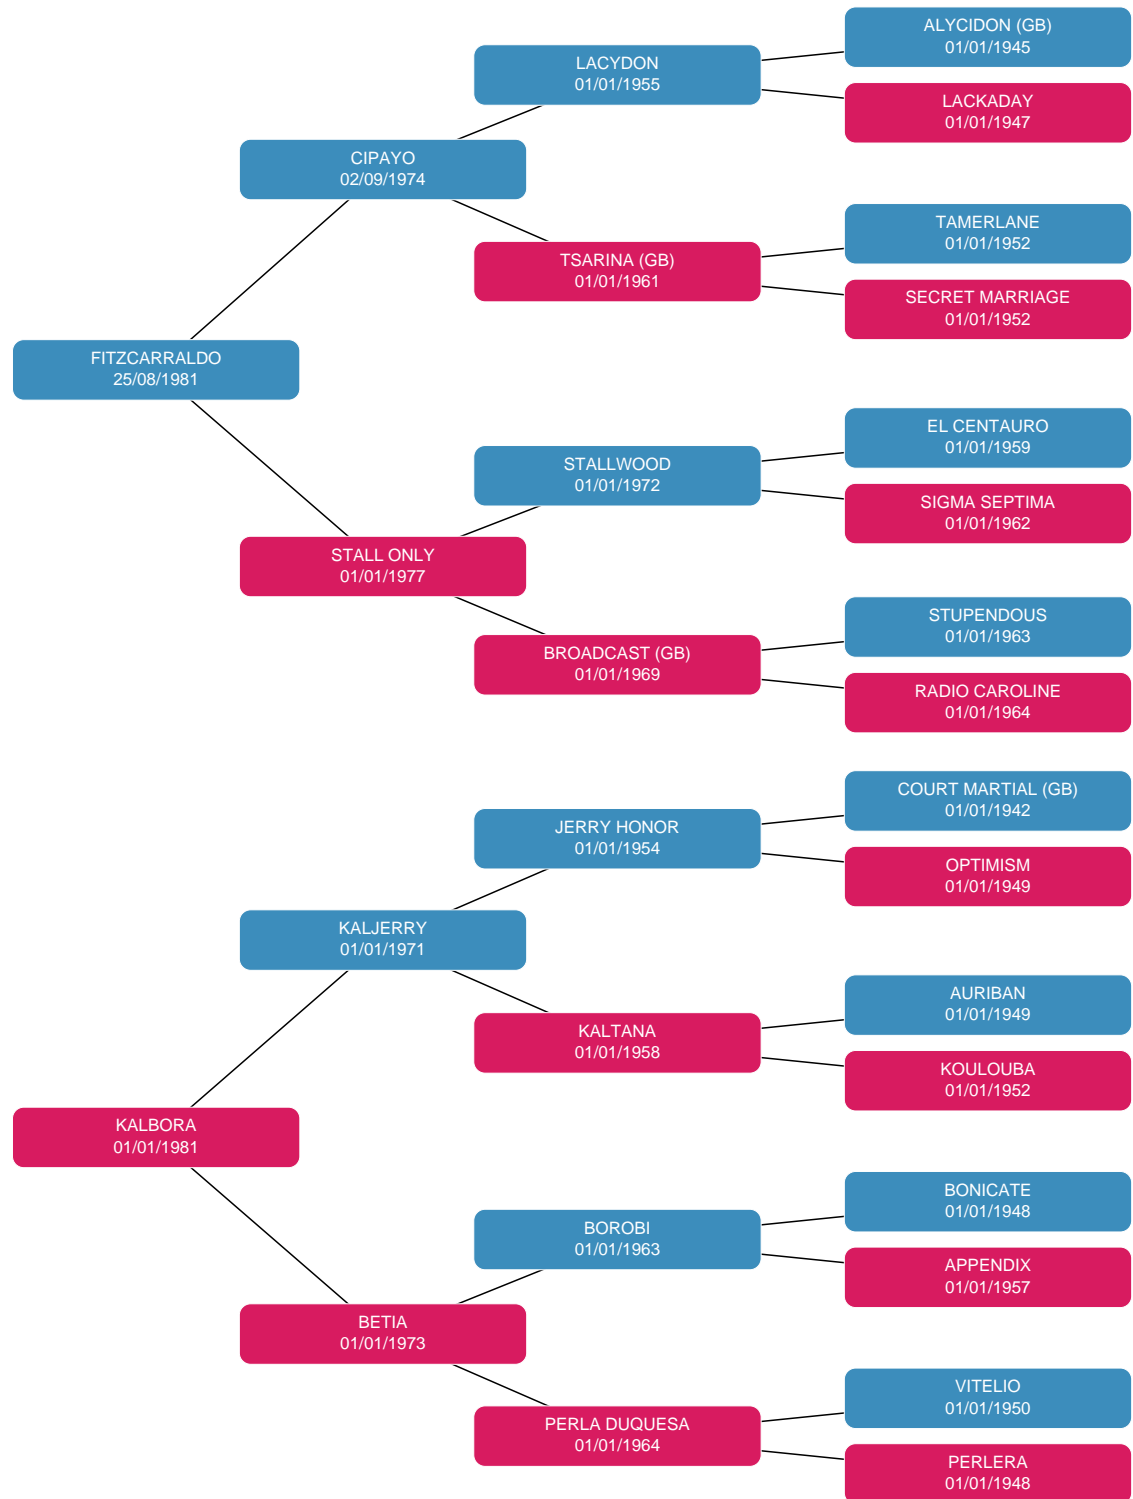 ALYCIDON (GB)
01/01/1945
LACYDON
01/01/1955
LACKADAY
01/01/1947
CIPAYO
02/09/1974
TAMERLANE
01/01/1952
TSARINA (GB)
01/01/1961
SECRET MARRIAGE
01/01/1952
FITZCARRALDO
25/08/1981
EL CENTAURO
01/01/1959
STALLWOOD
01/01/1972
SIGMA SEPTIMA
01/01/1962
STALL ONLY
01/01/1977
STUPENDOUS
01/01/1963
BROADCAST (GB)
01/01/1969
RADIO CAROLINE
01/01/1964
COURT MARTIAL (GB)
01/01/1942
JERRY HONOR
01/01/1954
OPTIMISM
01/01/1949
KALJERRY
01/01/1971
AURIBAN
01/01/1949
KALTANA
01/01/1958
KOULOUBA
01/01/1952
KALBORA
01/01/1981
BONICATE
01/01/1948
BOROBI
01/01/1963
APPENDIX
01/01/1957
BETIA
01/01/1973
VITELIO
01/01/1950
PERLA DUQUESA
01/01/1964
PERLERA
01/01/1948